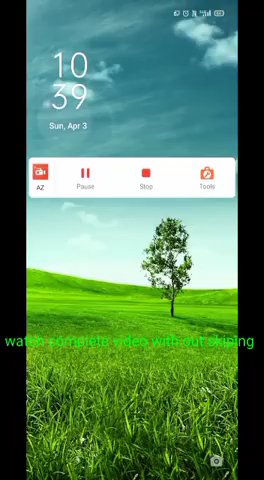 10
39
Sun, Apr 3
AZ
Pause
Stop
Tools
watch complete video with out skiping